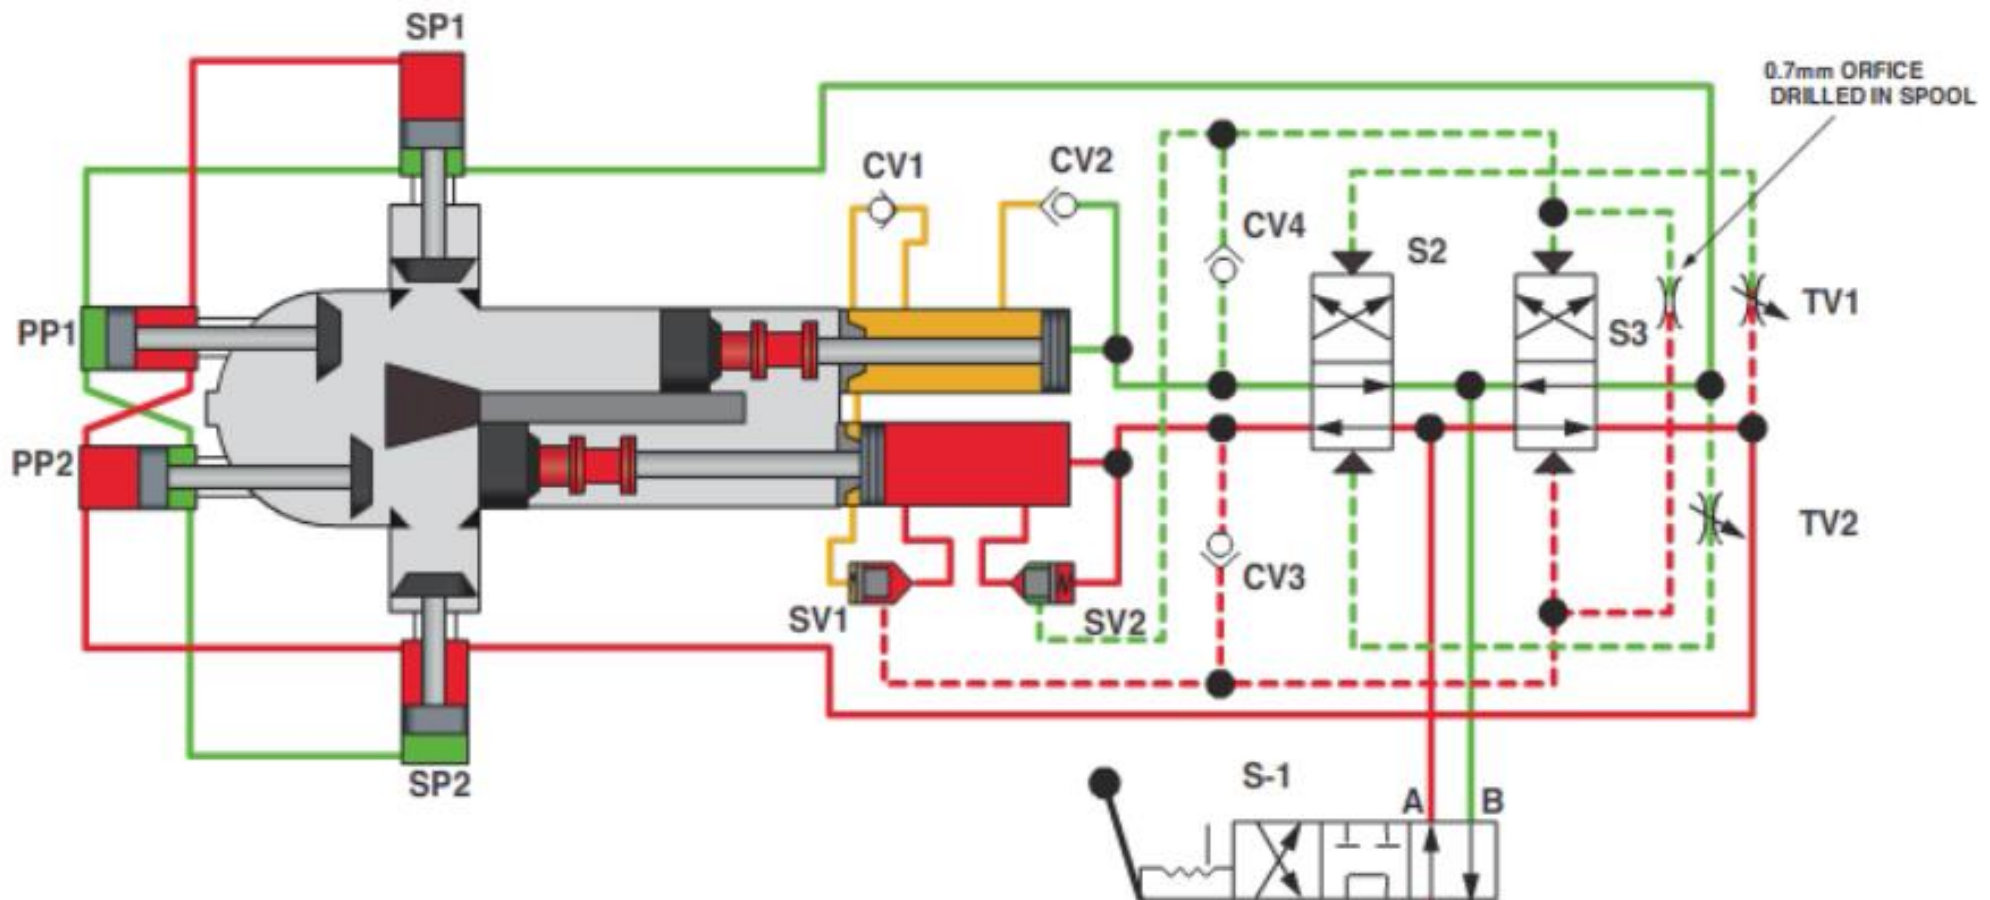 SP1
0.7mm ORFICE
DRILLED IN SPOOL
CV1
CV2
CV4
S2
S3
TV1
PP1
PP2
TV2
CV3
SV1
SV2
SP2
S-1
A
B